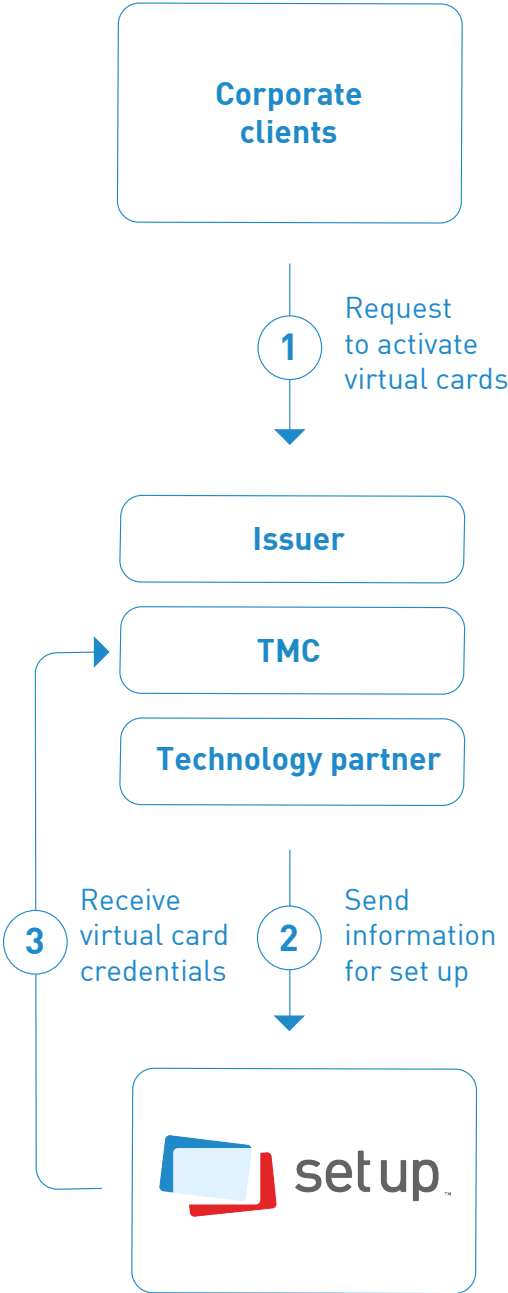 Corporate
clients
1
Request
to activate
virtual cards
Issuer
TMC
Technology partner
3
Receive
virtual card
credentials
2
Send
information
for set up
setup™